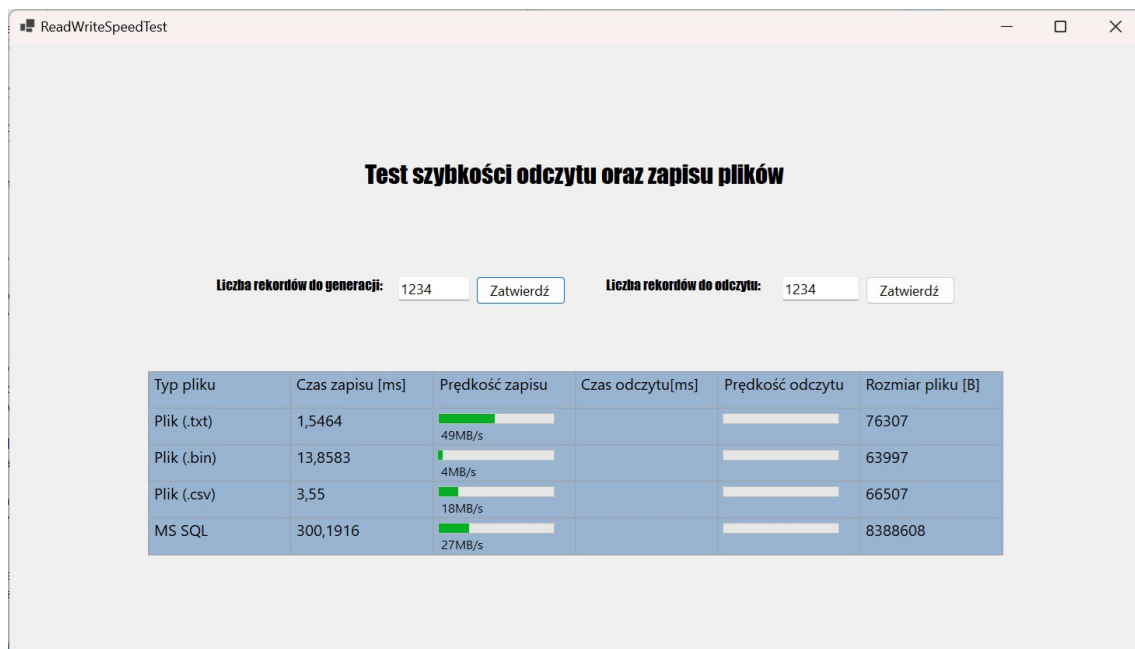 ReadWriteSpeedTest
Test szybkości odczytu oraz zapisu plików
Liczba rekordów do generacji: 1234 Zatwierdź Liczba rekordów do odczytu: 1234 Zatwierdź
Typ pliku Czas zapisu [ms] Prędkość zapisu Czas odczytu[ms] Prędkość odczytu Rozmiar pliku [B]
Plik (.txt) 1,5464 49MB/s 76307
Plik (.bin) 13,8583 4MB/s 63997
Plik (.csv) 3,55 18MB/s 66507
MS SQL 300,1916 27MB/s 8388608